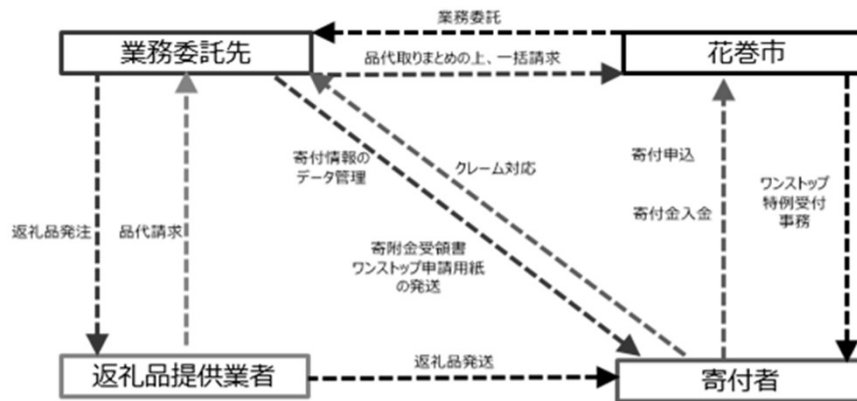 業務委託
業務委託先
花巻市
品代取りまとめの上、一括請求
寄付情報の
データ管理
クレーム対応
寄付申込
寄付金入金
ワンストップ
特例受付
事務
返礼品発注
品代請求
寄附金受領書
ワンストップ申請用紙
の発送
返礼品提供業者
返礼品発送
寄付者